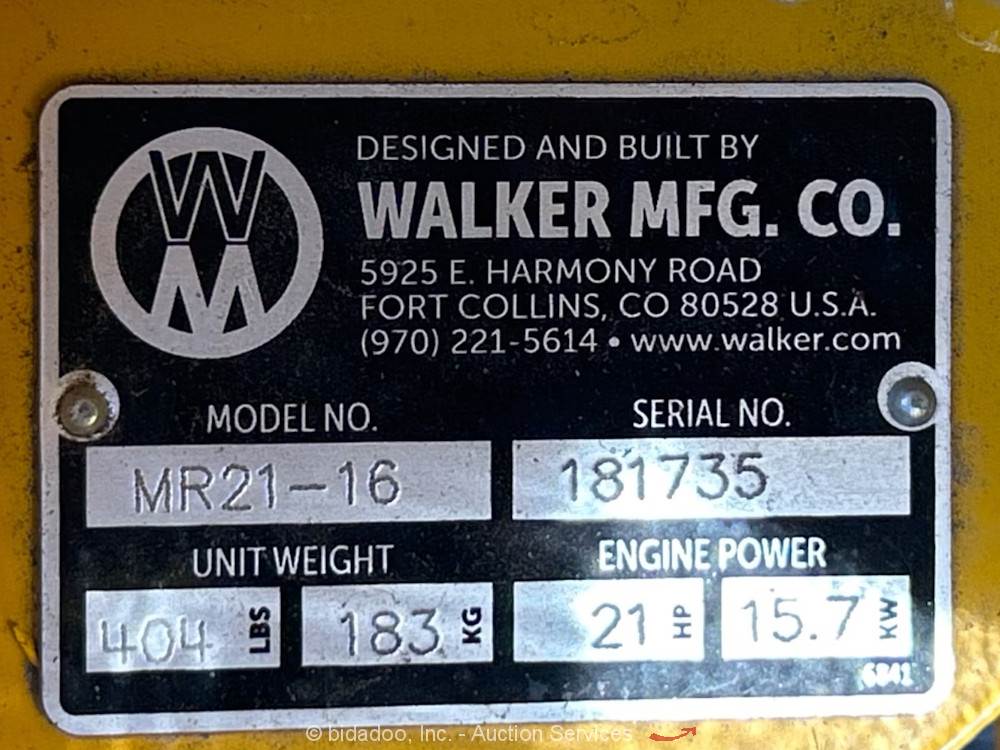 W
M
DESIGNED AND BUILT BY
WALKER MFG. CO.
5925 E. HARMONY ROAD
FORT COLLINS, CO 80528 U.S.A.
(970) 221-5614 • www.walker.com
MODEL NO. SERIAL NO.
MR21-16 181735
UNIT WEIGHT ENGINE POWER
404 LBS 183 KG 21 HP 15.7 KW
6841
© bidadoo, Inc. - Auction Services